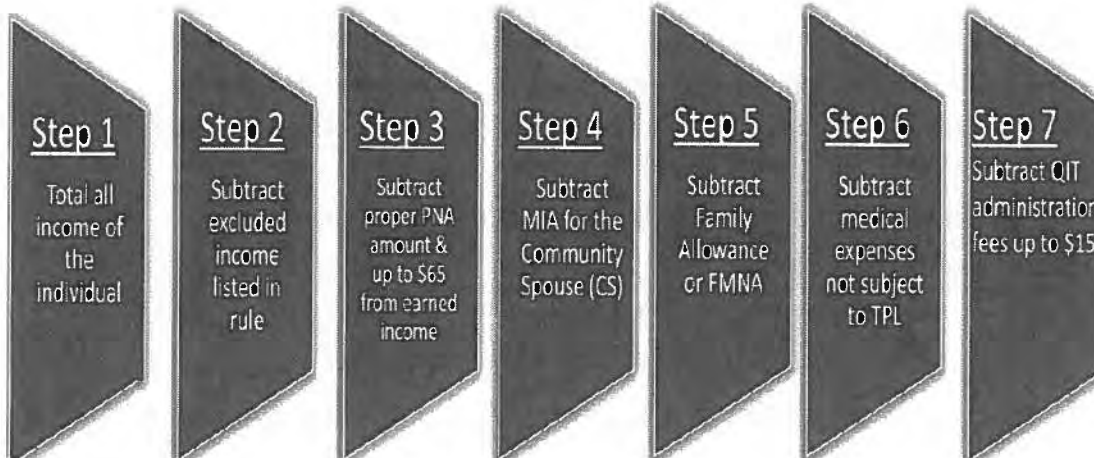 Step 1
Total all
income of
the
individual
Step 2
Subtract
excluded
income
listed in
rule
Step 3
Subtract
proper PNA
amount &
up to $65
from earned
income
Step 4
Subtract
MIA for the
Community
Spouse (CS)
Step 5
Subtract
Family
Allowance
or FMNA
Step 6
Subtract
medical
expenses
not subject
to TPL
Step 7
Subtract QIT
administration
fees up to $15